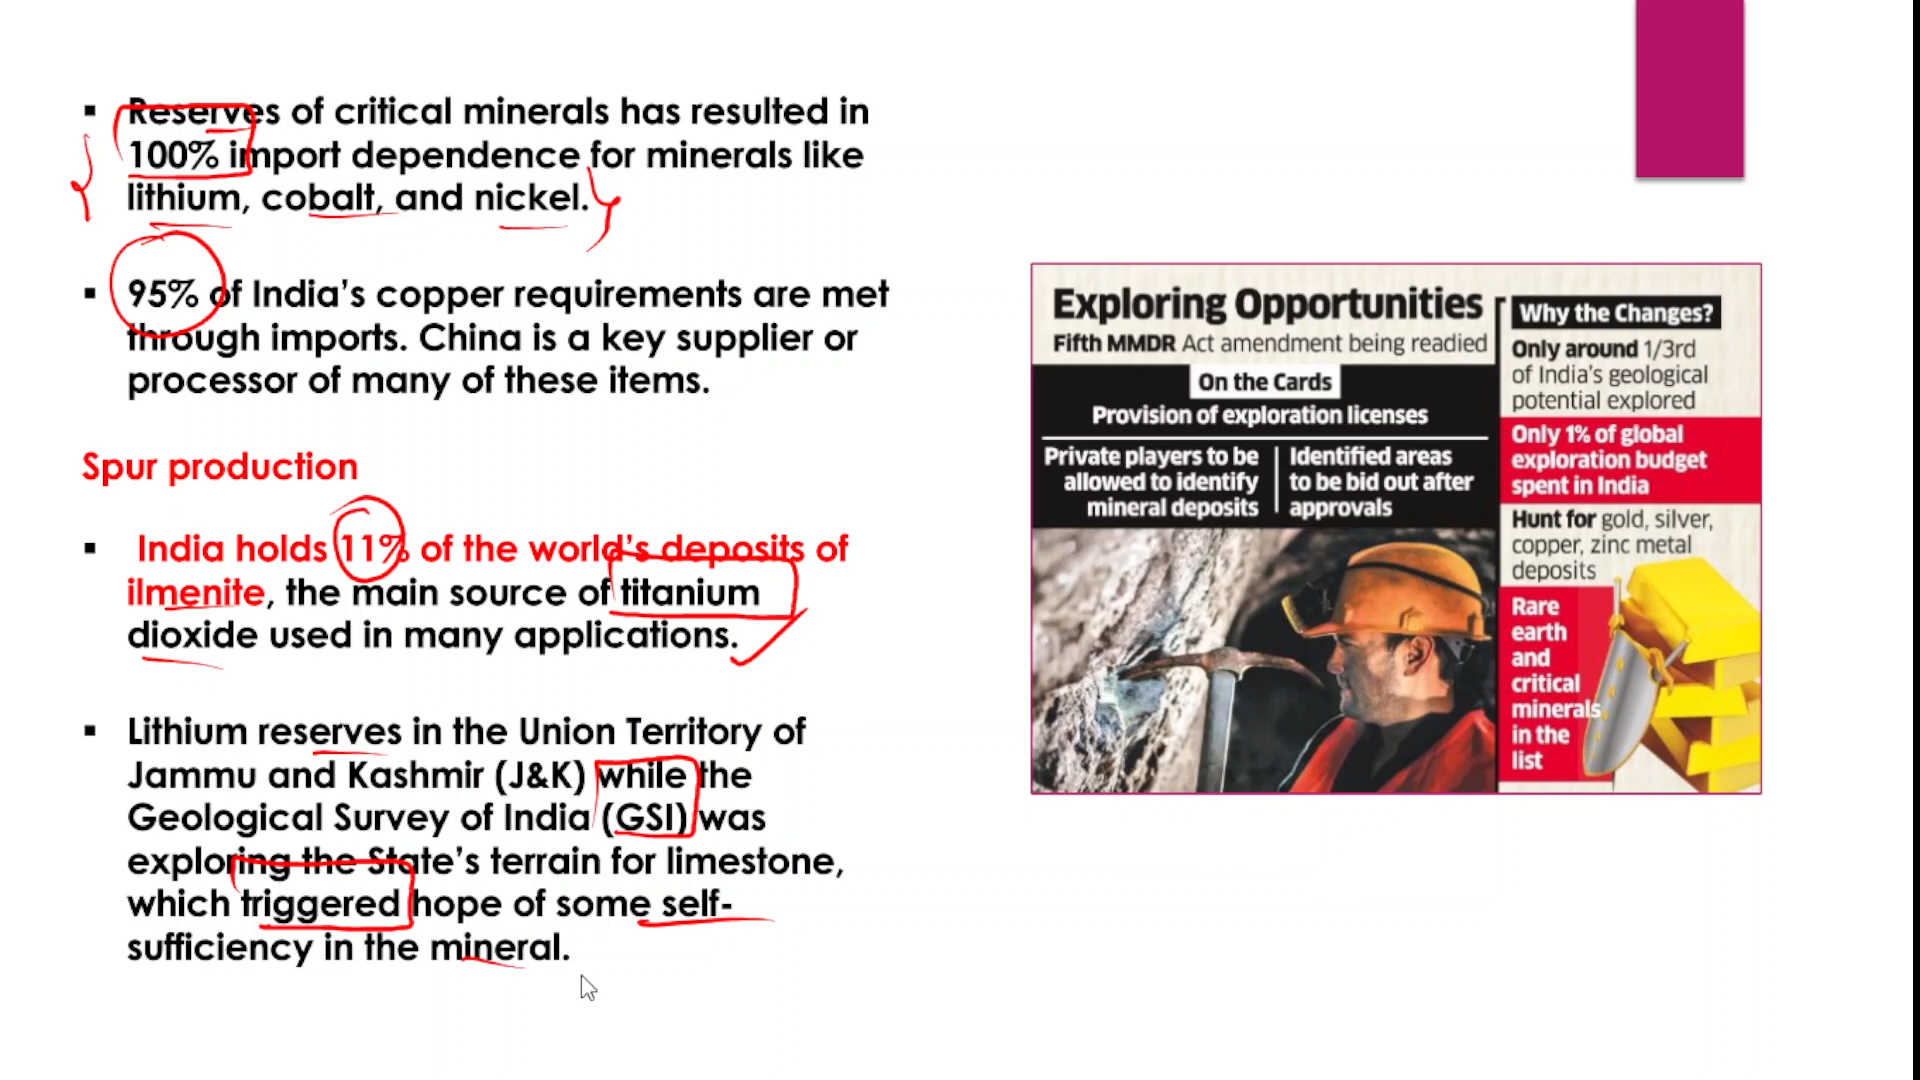 Reserves of critical minerals has resulted in
100% import dependence for minerals like
lithium, cobalt, and nickel.
95% of India’s copper requirements are met
through imports. China is a key supplier or
processor of many of these items.
Spur production
India holds 11% of the world’s deposits of
ilmenite, the main source of titanium
dioxide used in many applications.
Lithium reserves in the Union Territory of
Jammu and Kashmir (J&K) while the
Geological Survey of India (GSI) was
exploring the State’s terrain for limestone,
which triggered hope of some self-
sufficiency in the mineral.
Exploring Opportunities
Fifth MMDR Act amendment being readied
On the Cards
Provision of exploration licenses
Private players to be
allowed to identify
mineral deposits
Identified areas
to be bid out after
approvals
Why the Changes?
Only around 1/3rd
of India’s geological
potential explored
Only 1% of global
exploration budget
spent in India
Hunt for gold, silver,
copper, zinc metal
deposits
Rare
earth
and
critical
minerals
in the
list